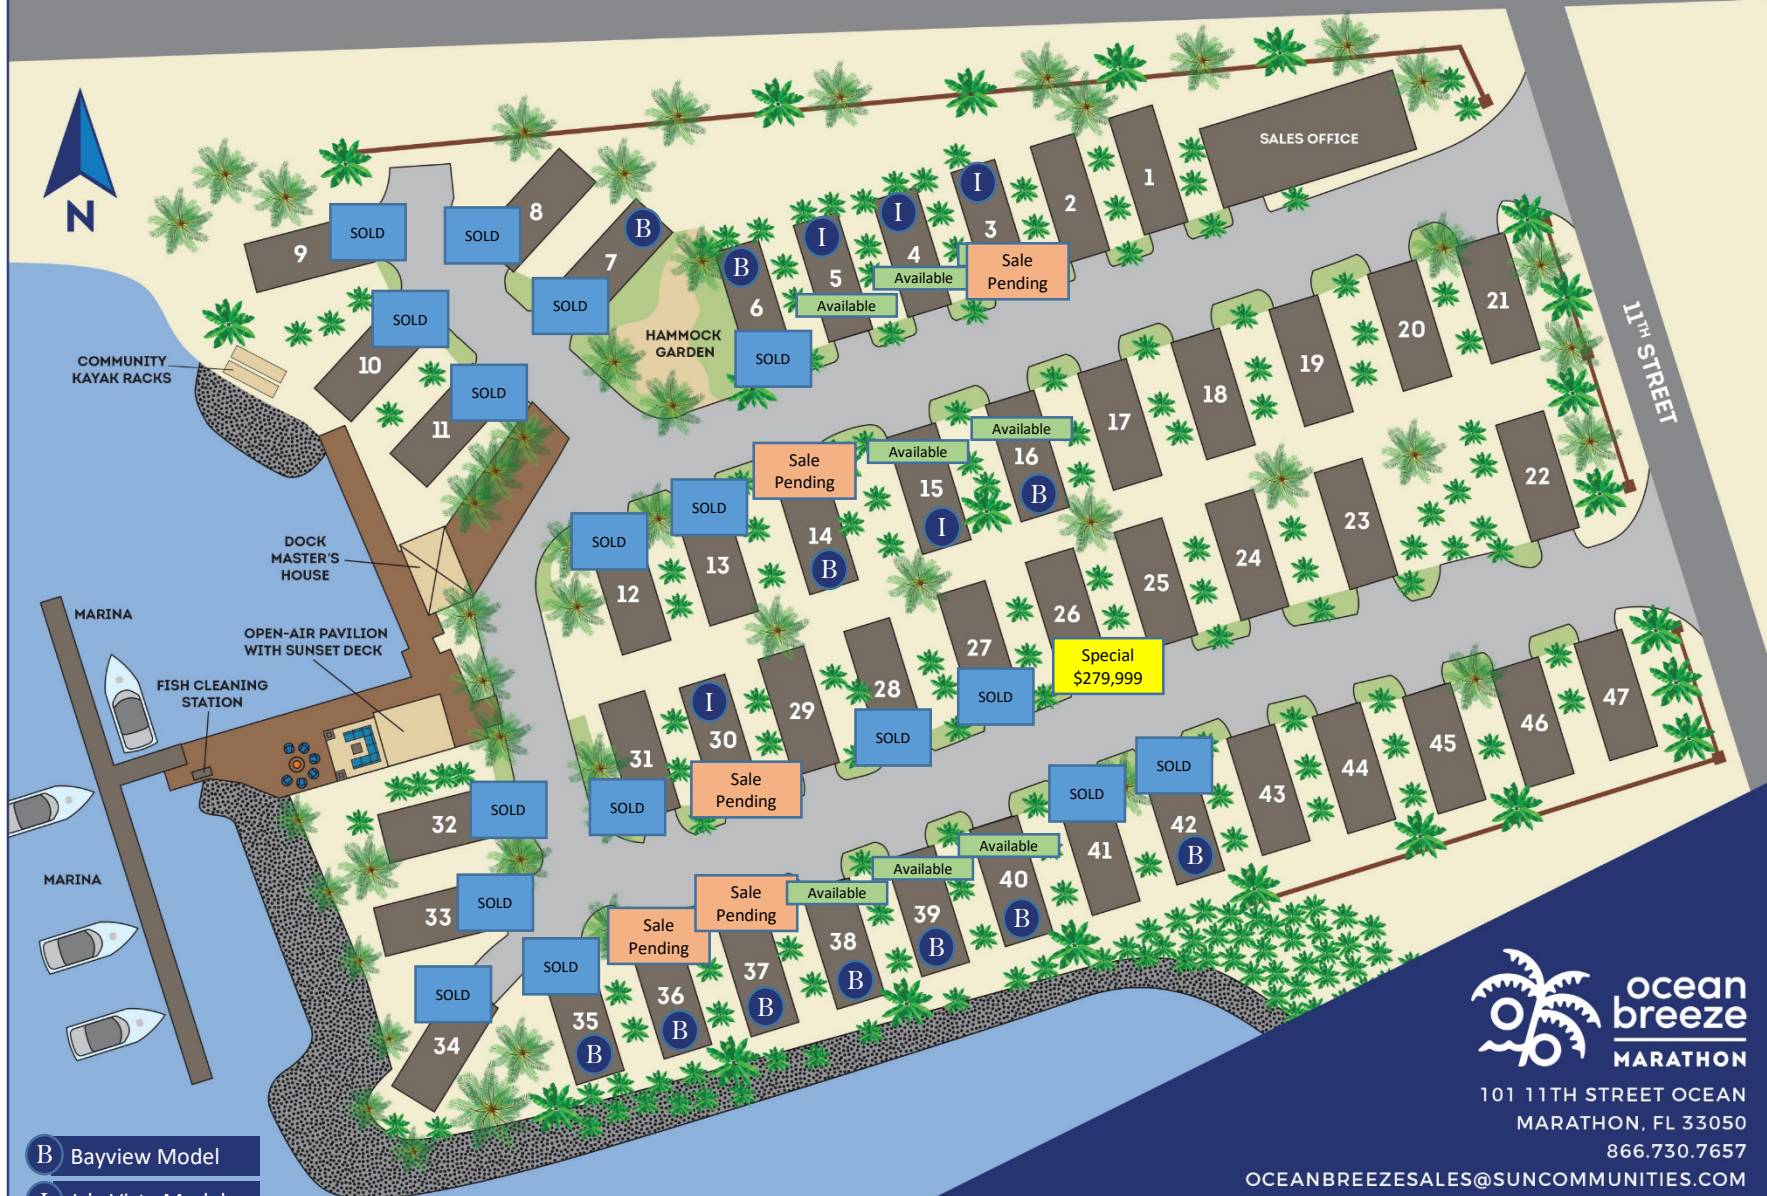 SALES OFFICE
1
2
I
3
Sale
Pending
I
4
Available
I
5
Available
B
6
SOLD
B
7
SOLD
8
SOLD
9
SOLD
N
SOLD
10
SOLD
11
HAMMOCK
GARDEN
COMMUNITY
KAYAK RACKS
11TH STREET
21
20
19
18
17
Available
16
B
Available
15
I
Sale
Pending
14
B
SOLD
13
SOLD
12
22
23
24
25
26
Special
$279,999
27
SOLD
28
SOLD
29
I
30
Sale
Pending
31
SOLD
DOCK
MASTER'S
HOUSE
MARINA
OPEN-AIR PAVILION
WITH SUNSET DECK
FISH CLEANING
STATION
MARINA
32
SOLD
33
SOLD
34
SOLD
SOLD
35
B
Sale
Pending
36
B
Sale
Pending
37
B
Available
38
B
Available
39
B
Available
40
B
SOLD
41
SOLD
42
B
43
44
45
46
47
B Bayview Model
ocean
breeze
MARATHON
101 11TH STREET OCEAN
MARATHON, FL 33050
866.730.7657
OCEANBREEZESALES@SUNCOMMUNITIES.COM